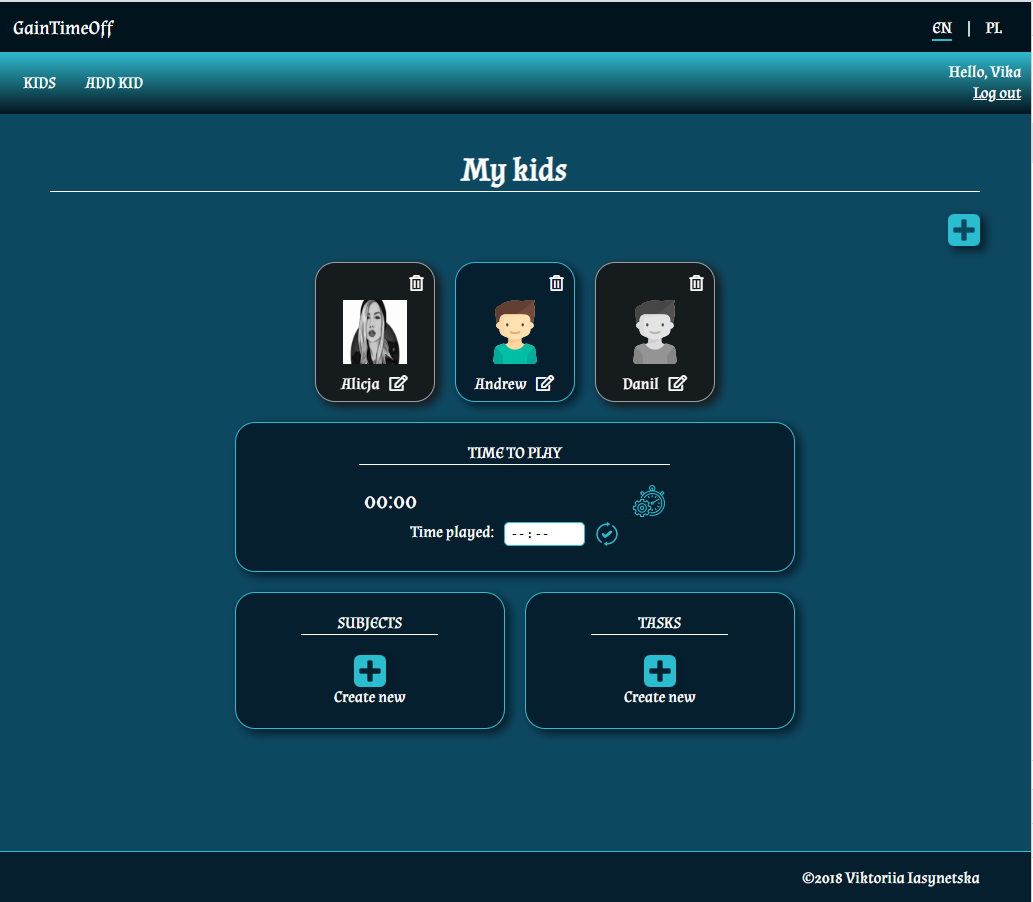 GainTimeOff
EN | PL
KIDS ADD KID
Hello, Vika
Log out
My kids
Alicja Andrew Danil
TIME TO PLAY
00:00
Time played: --:--
SUBJECTS TASKS
Create new Create new
©2018 Viktoriia Iasynetska